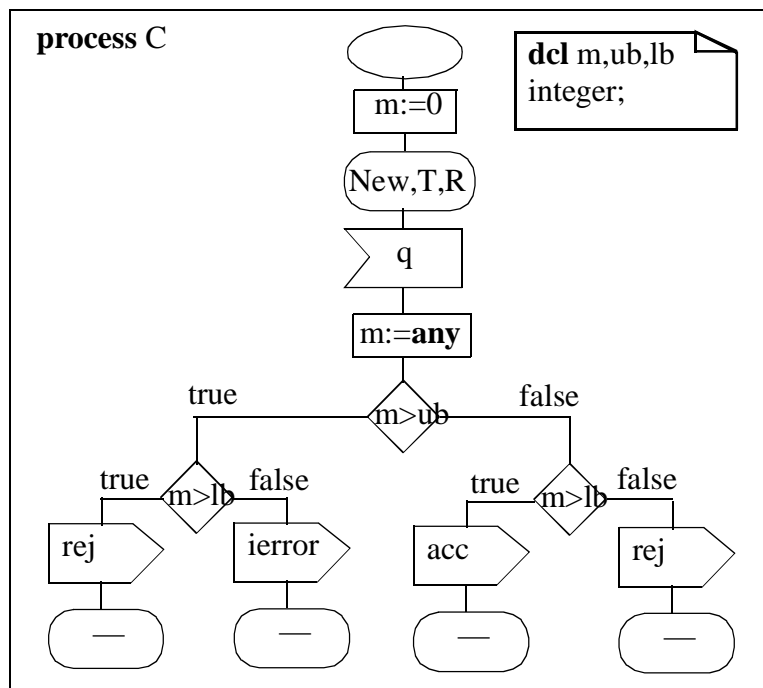 process C
dcl m,ub,lb
integer;
m:=0
New,T,R
q
m:=any
true
m>ub
false
true
m>lb
false
true
m>lb
false
rej
ierror
acc
rej
—
—
—
—